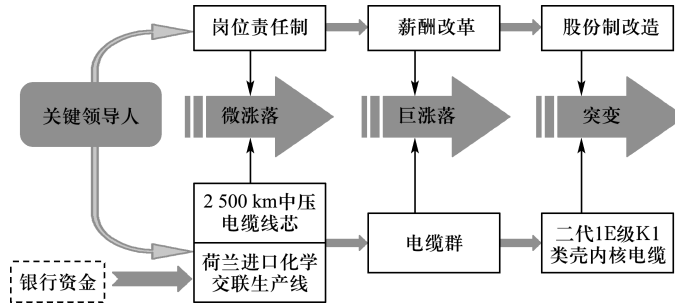 岗位责任制
薪酬改革
股份制改造
关键领导人
微涨落
巨涨落
突变
2 500 km中压
电缆线芯
荷兰进口化学
交联生产线
电缆群
二代1E级K1
类壳内核电缆
银行资金